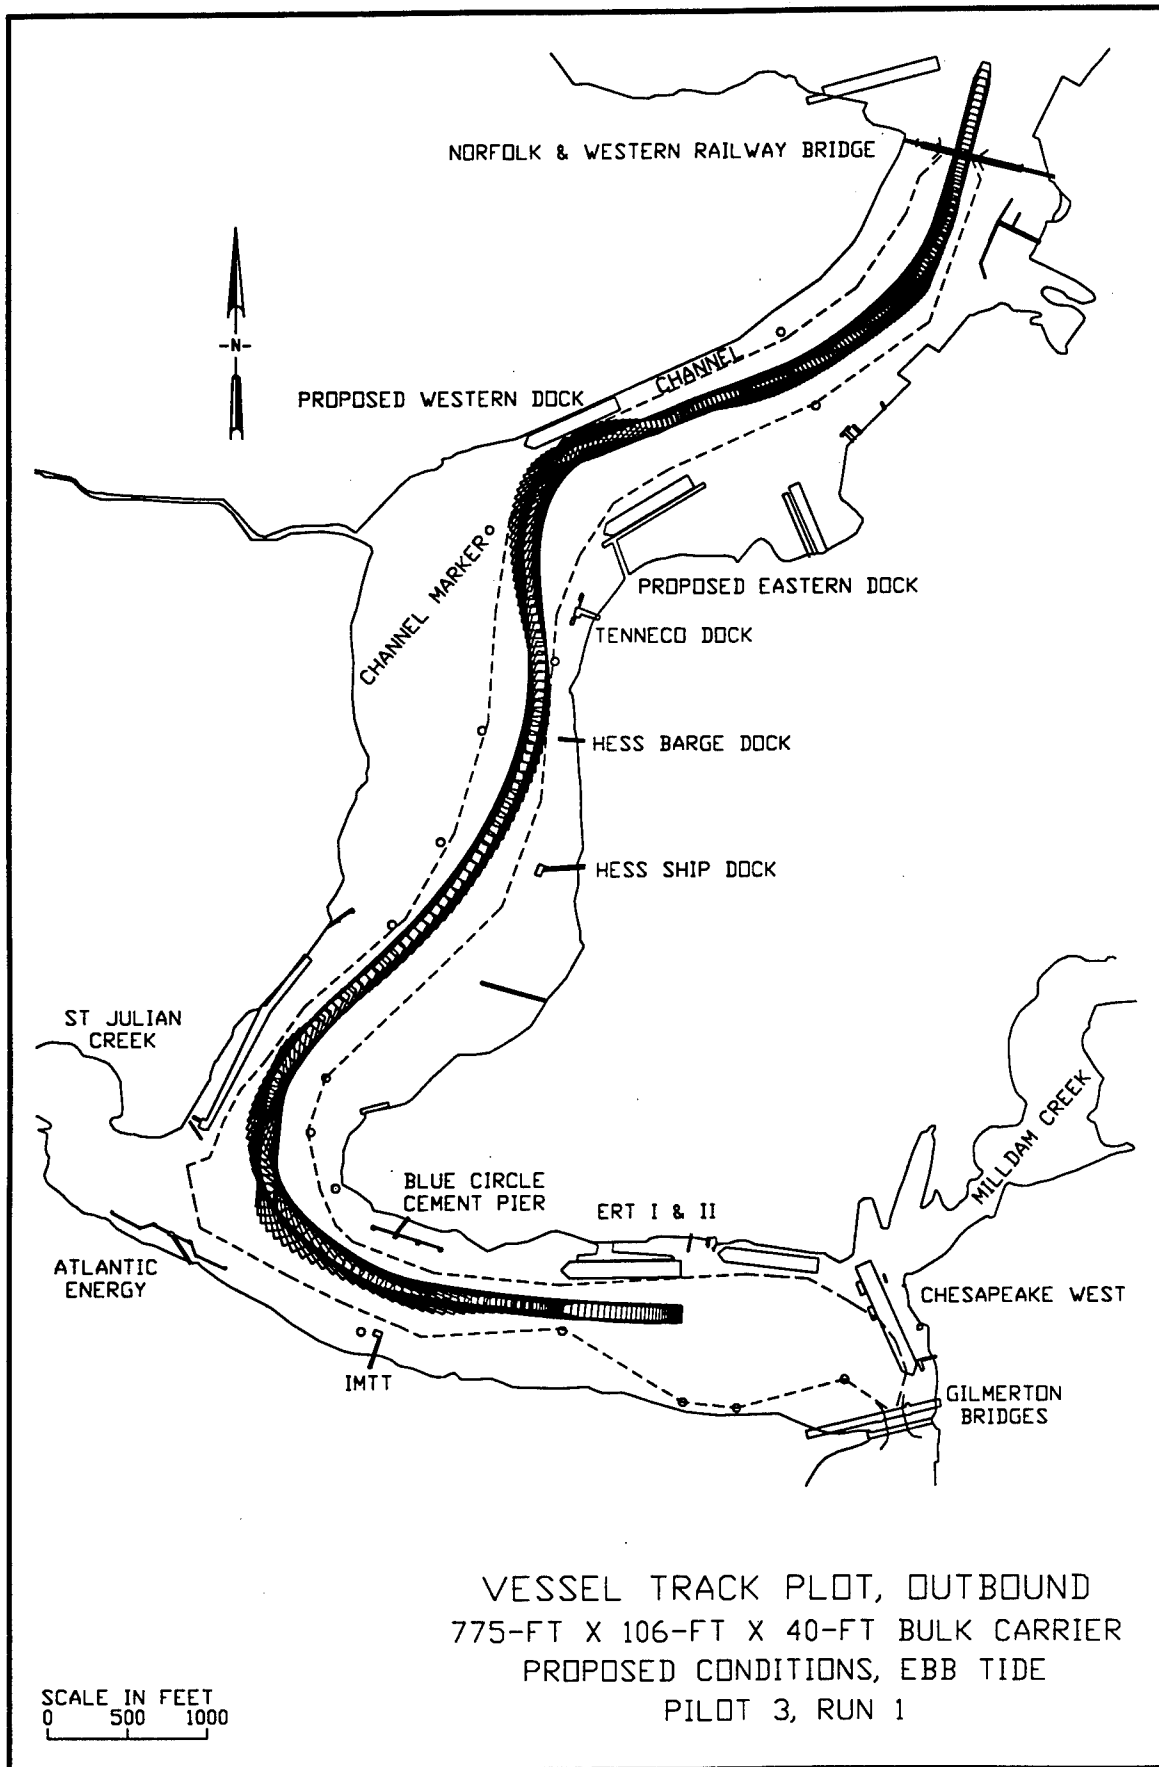 NORFOLK & WESTERN RAILWAY BRIDGE
-N-
CHANNEL
PROPOSED WESTERN DOCK
CHANNEL MARKER
PROPOSED EASTERN DOCK
TENNECO DOCK
HESS BARGE DOCK
HESS SHIP DOCK
ST JULIAN
CREEK
MILLDAM CREEK
BLUE CIRCLE
CEMENT PIER
ERT I & II
ATLANTIC
ENERGY
CHESAPEAKE WEST
IMTT
GILMERTON
BRIDGES
VESSEL TRACK PLOT, OUTBOUND
775-FT X 106-FT X 40-FT BULK CARRIER
PROPOSED CONDITIONS, EBB TIDE
PILOT 3, RUN 1
SCALE IN FEET
0 500 1000